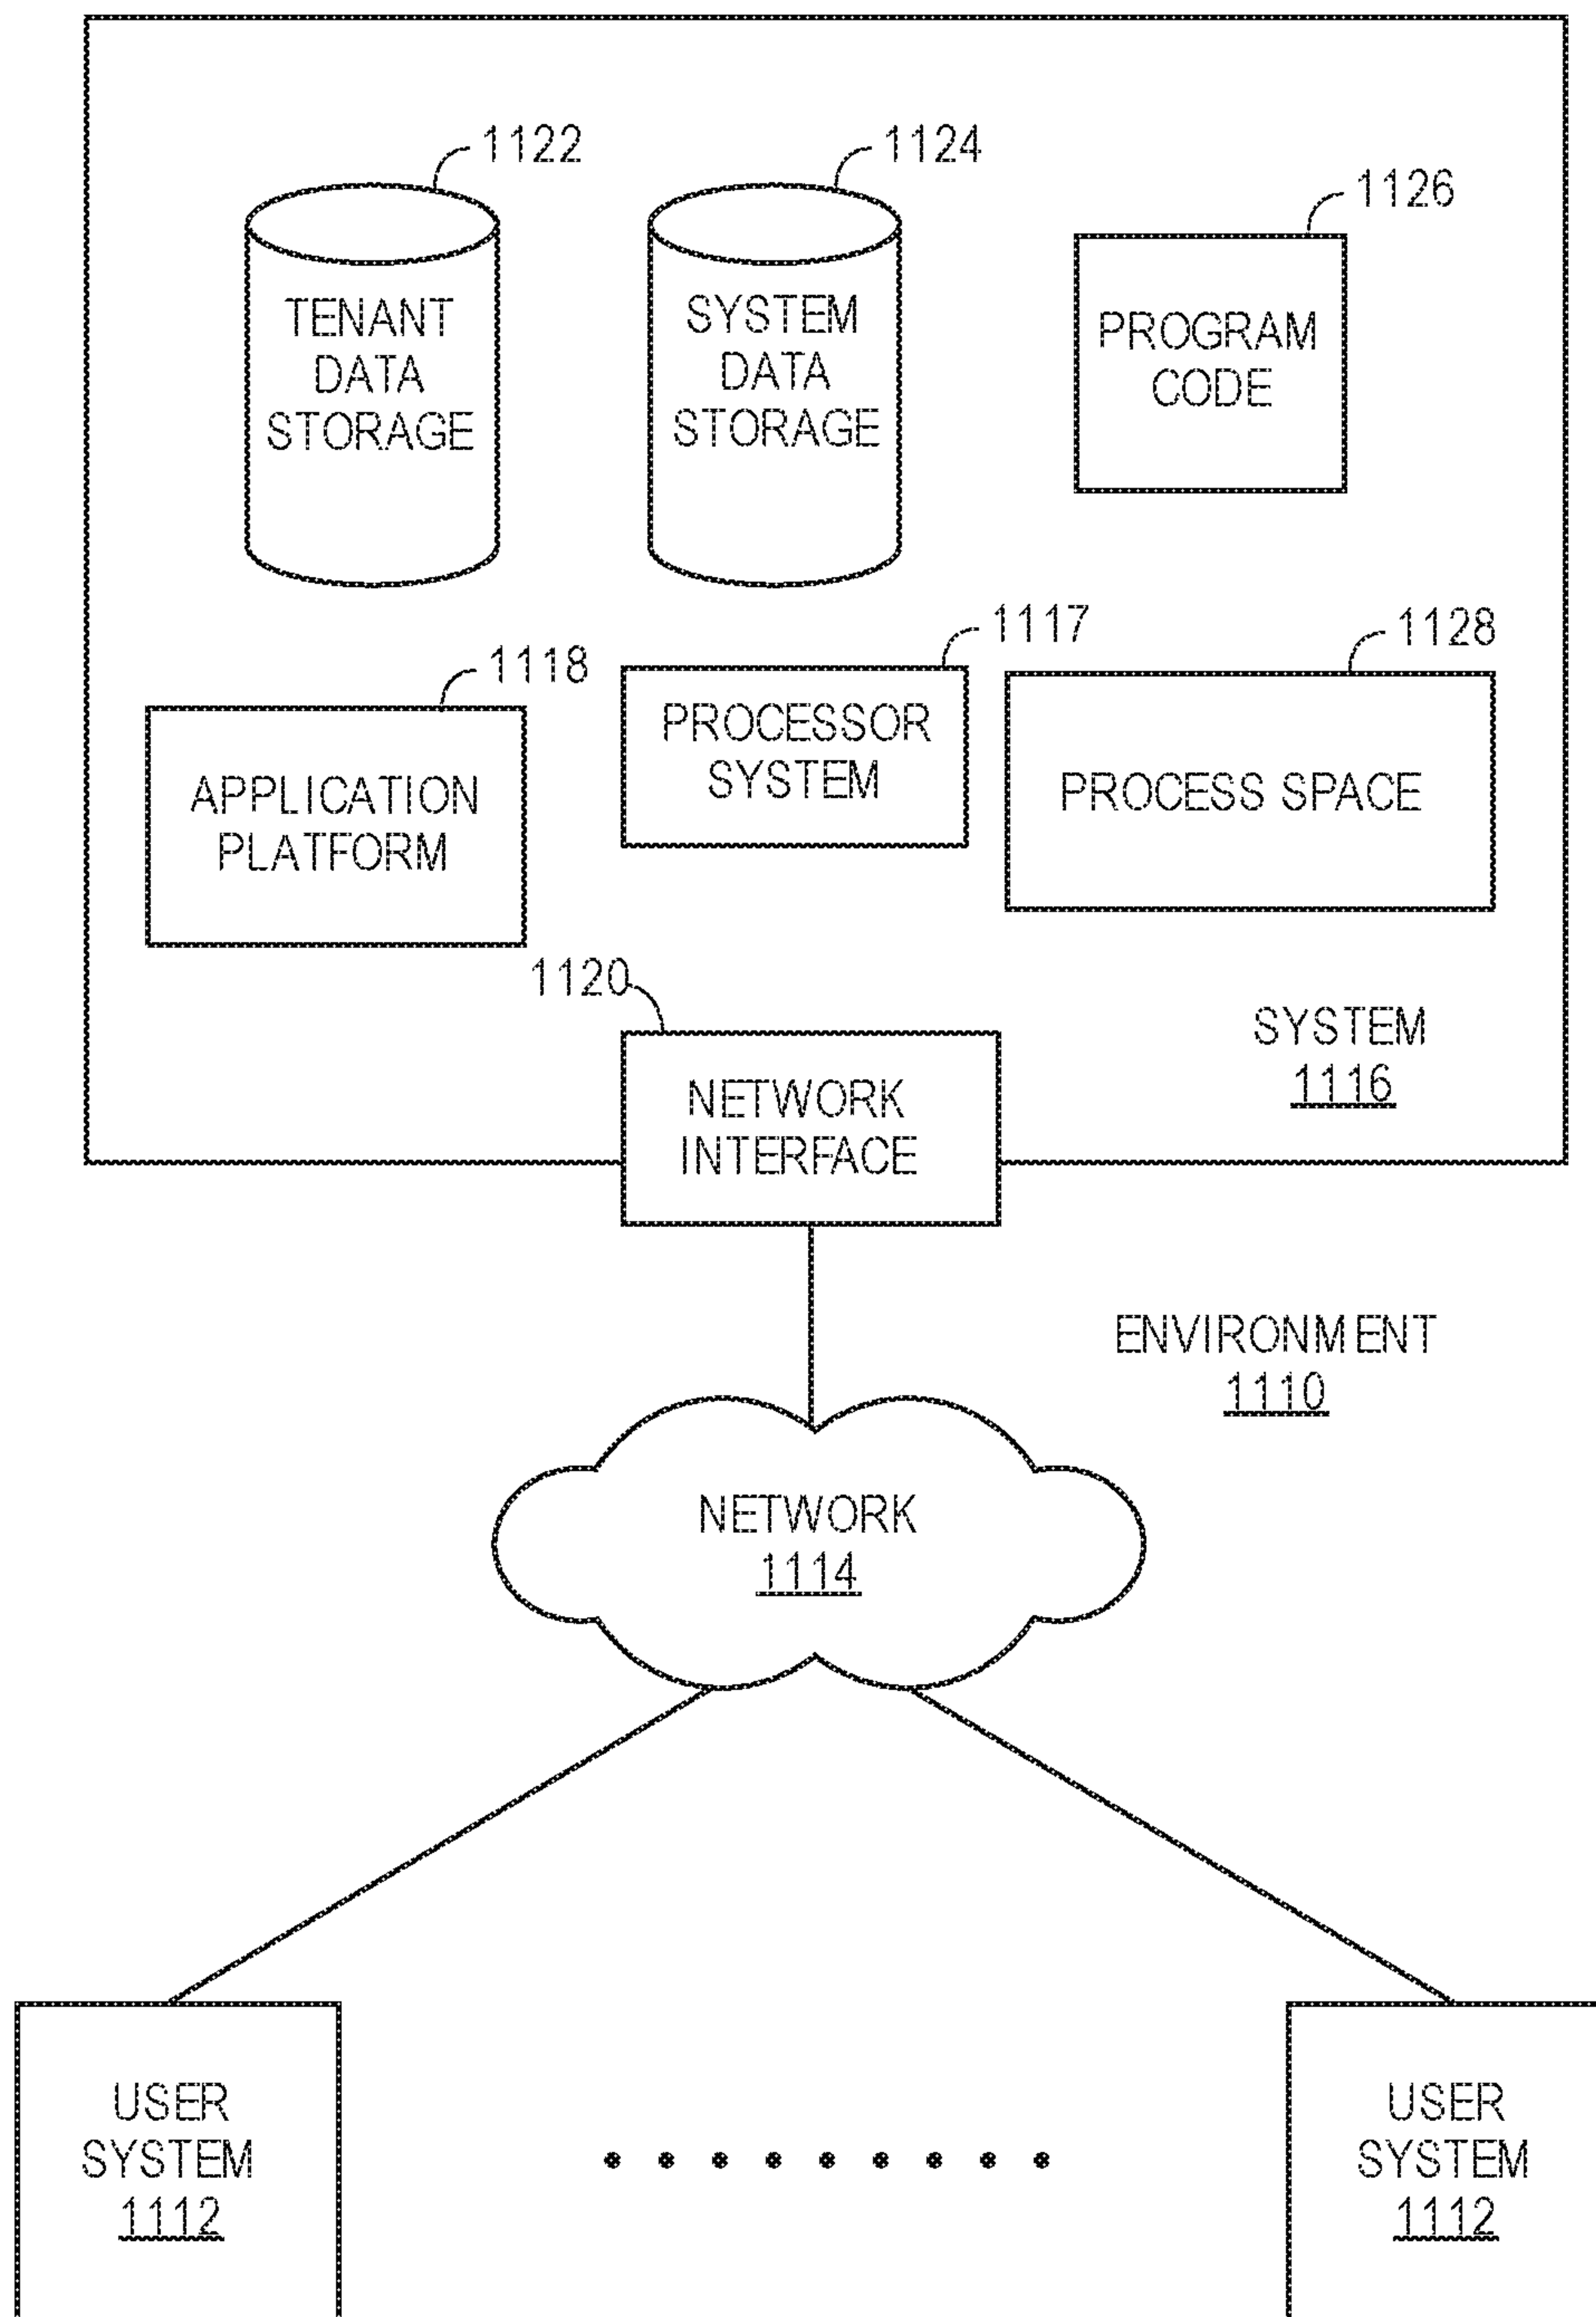 1122
TENANT
DATA
STORAGE
1124
SYSTEM
DATA
STORAGE
1126
PROGRAM
CODE
1118
APPLICATION
PLATFORM
1117
PROCESSOR
SYSTEM
1128
PROCESS SPACE
1120
NETWORK
INTERFACE
SYSTEM
1116
ENVIRONMENT
1110
NETWORK
1114
USER
SYSTEM
1112
USER
SYSTEM
1112